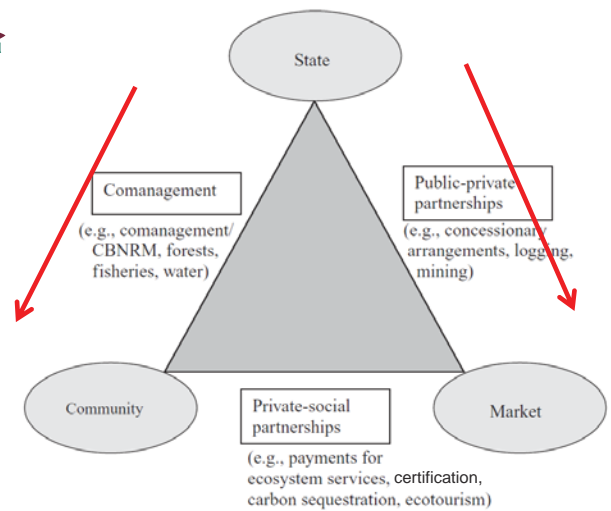 State
Comanagement
(e.g., comanagement/
CBNRM, forests,
fisheries, water)
Public-private
partnerships
(e.g., concessionary
arrangements, logging,
mining)
Community
Market
Private-social
partnerships
(e.g., payments for
ecosystem services, certification,
carbon sequestration, ecotourism)